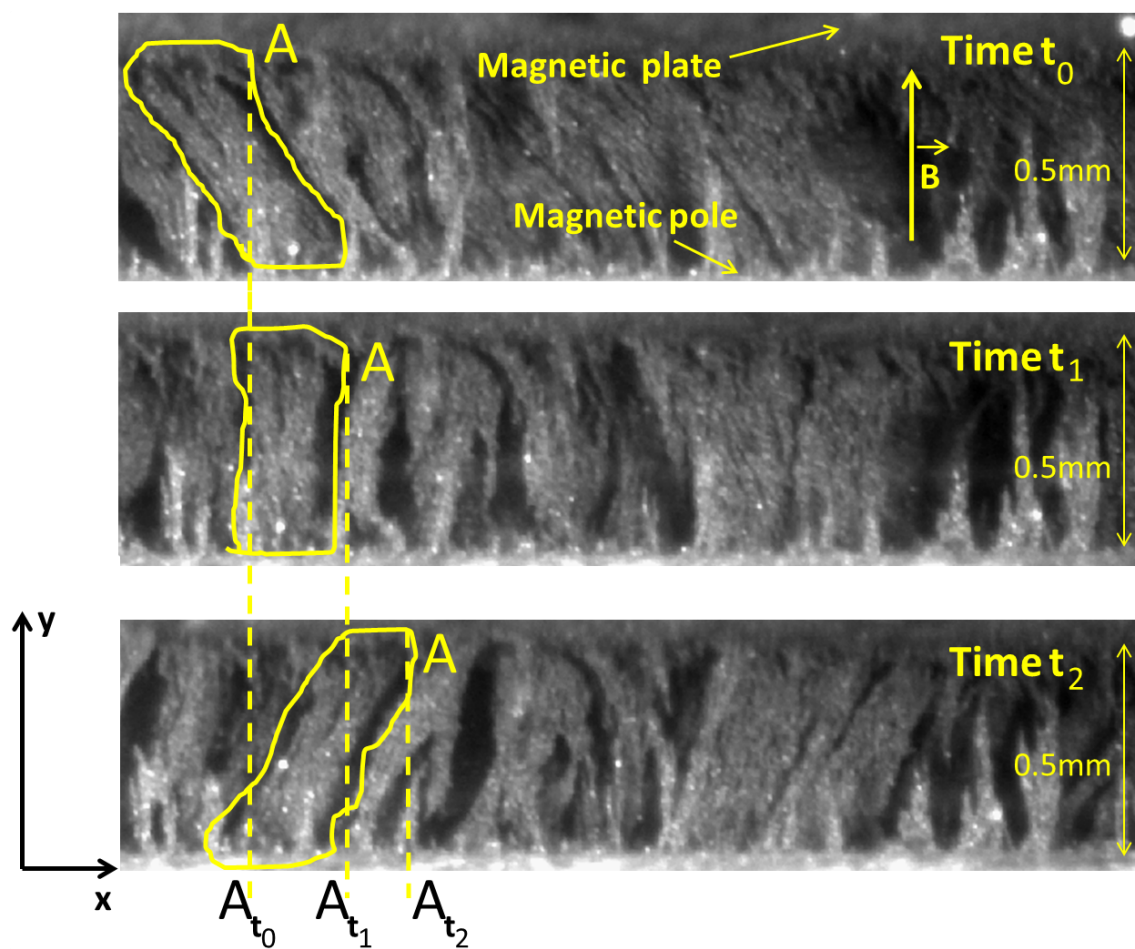 A
Magnetic plate
Time t0
B
0.5mm
Magnetic pole
A
Time t1
0.5mm
y
A
Time t2
0.5mm
x
At0
At1
At2